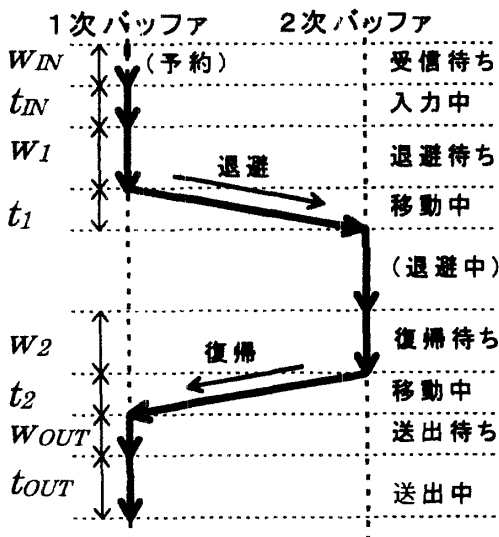 1次バッファ 2次バッファ
WIN (予約) 受信待ち
tIN 入力中
W1 退避 退避待ち
t1 移動中
(退避中)
W2 復帰 復帰待ち
t2 移動中
WOUT 送出待ち
tOUT 送出中